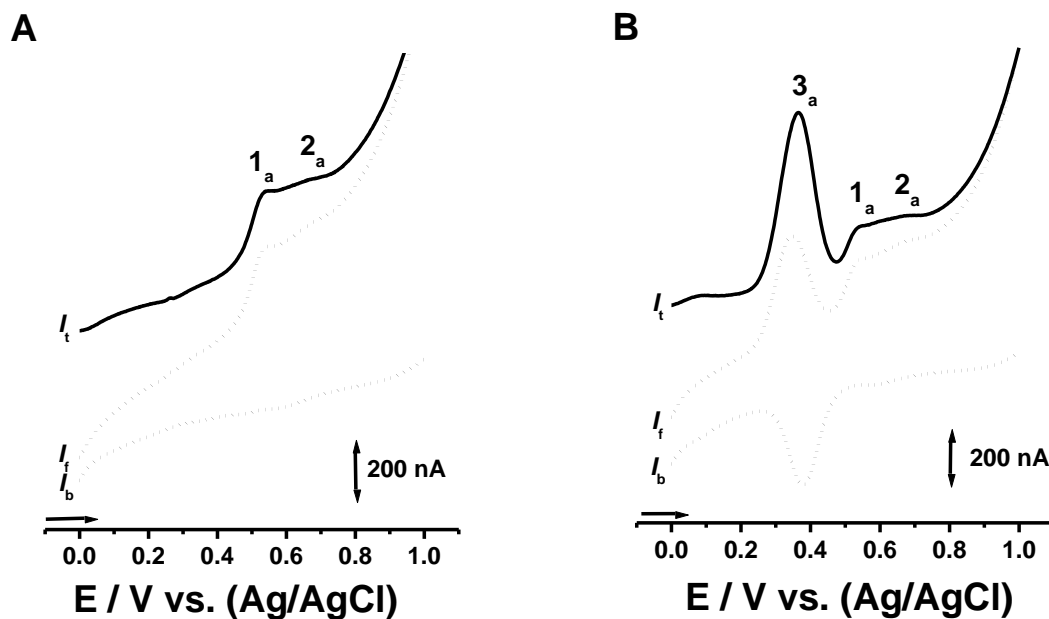 A
1a
2a
It
If
Ib
200 nA
0.0 0.2 0.4 0.6 0.8 1.0
E / V vs. (Ag/AgCl)
B
3a
1a
2a
It
If
Ib
200 nA
0.0 0.2 0.4 0.6 0.8 1.0
E / V vs. (Ag/AgCl)